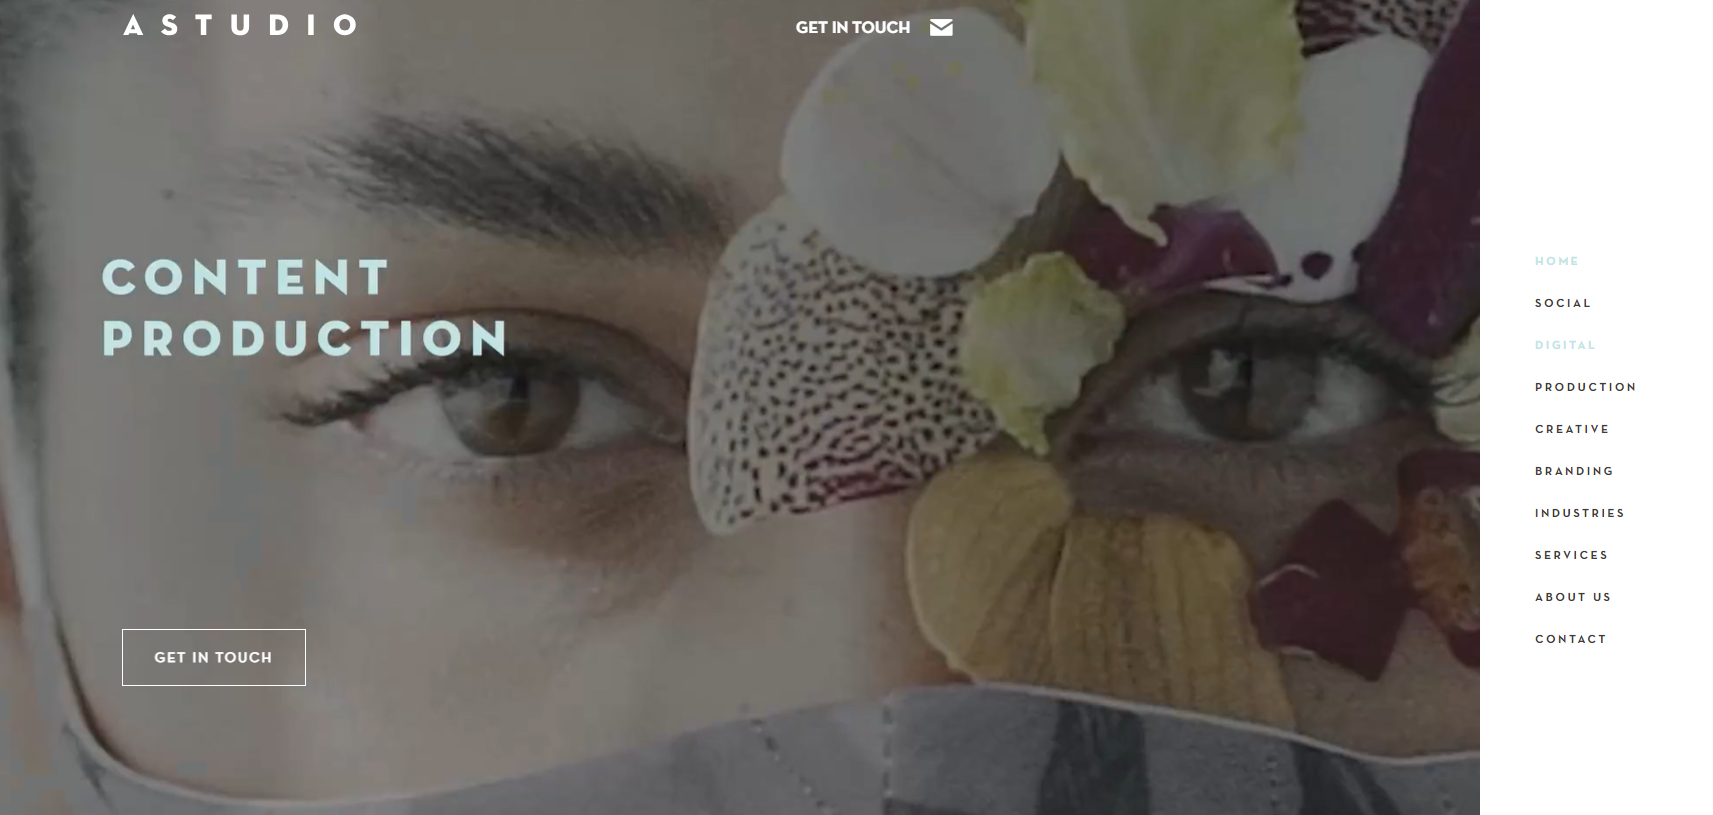 ASTUDIO
GET IN TOUCH
CONTENT
PRODUCTION
GET IN TOUCH
HOME
SOCIAL
DIGITAL
PRODUCTION
CREATIVE
BRANDING
INDUSTRIES
SERVICES
ABOUT US
CONTACT